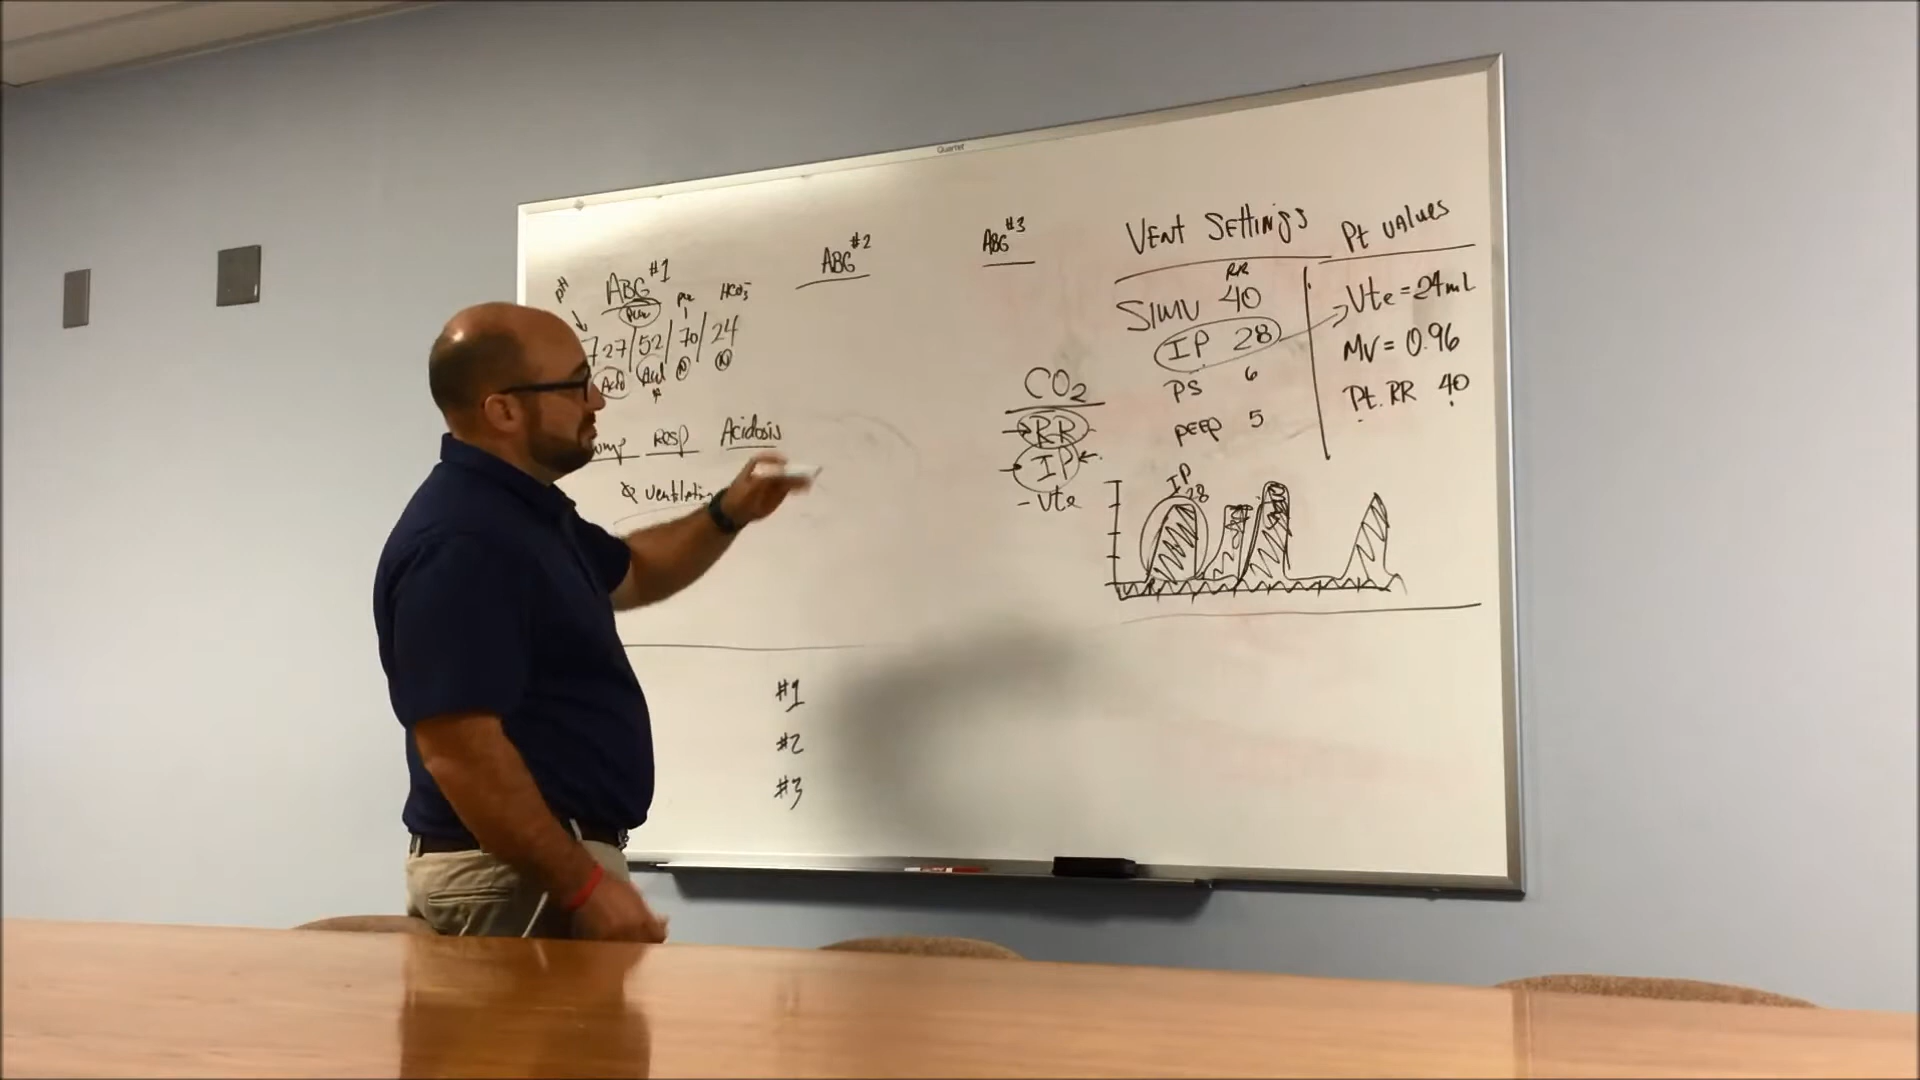 Quartet
ABG #1
pH
HCO3-
7 27/52/70/24
Acid
N
N
Resp Acidosis
ABG #2
ABG #3
VENT SETTINGS
RR
SIMV 40
IP 28
PS 6
PEEP 5
Pt VALUES
Vte = 24mL
MV = 0.96
Pt. RR 40
CO2
RR
IP
- Vte
IP
28
#1
#2
#3